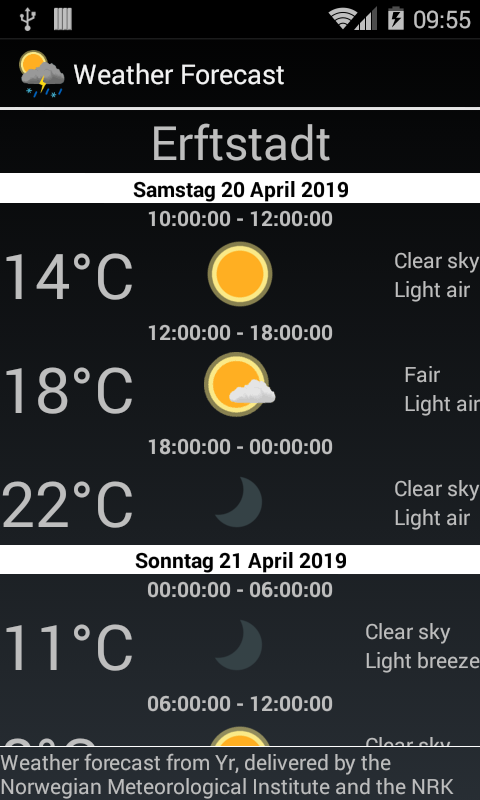 09:55
Weather Forecast
Erftstadt
Samstag 20 April 2019
10:00:00 - 12:00:00
14°C
Clear sky
Light air
12:00:00 - 18:00:00
18°C
Fair
Light air
18:00:00 - 00:00:00
22°C
Clear sky
Light air
Sonntag 21 April 2019
00:00:00 - 06:00:00
11°C
Clear sky
Light breeze
06:00:00 - 12:00:00
Clear sky
Weather forecast from Yr, delivered by the
Norwegian Meteorological Institute and the NRK